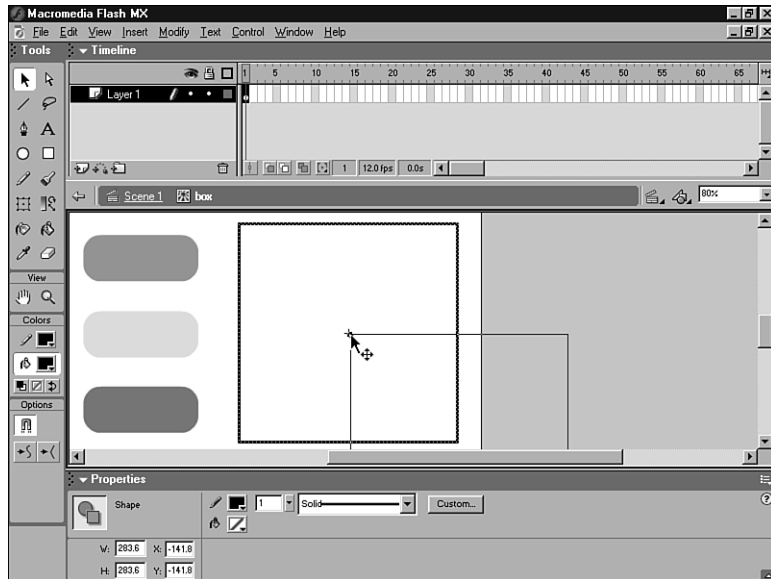 Macromedia Flash MX
File Edit View Insert Modify Text Control Window Help
Tools Timeline
1 5 10 15 20 25 30 35 40 45 50 55 60 65
Layer 1
A
1 12.0 fps 0.0s
Scene 1 box 80%
View
Colors
Options
Properties
Shape 1 Solid Custom...
W: 283.6 X: -141.8
H: 283.6 Y: -141.8